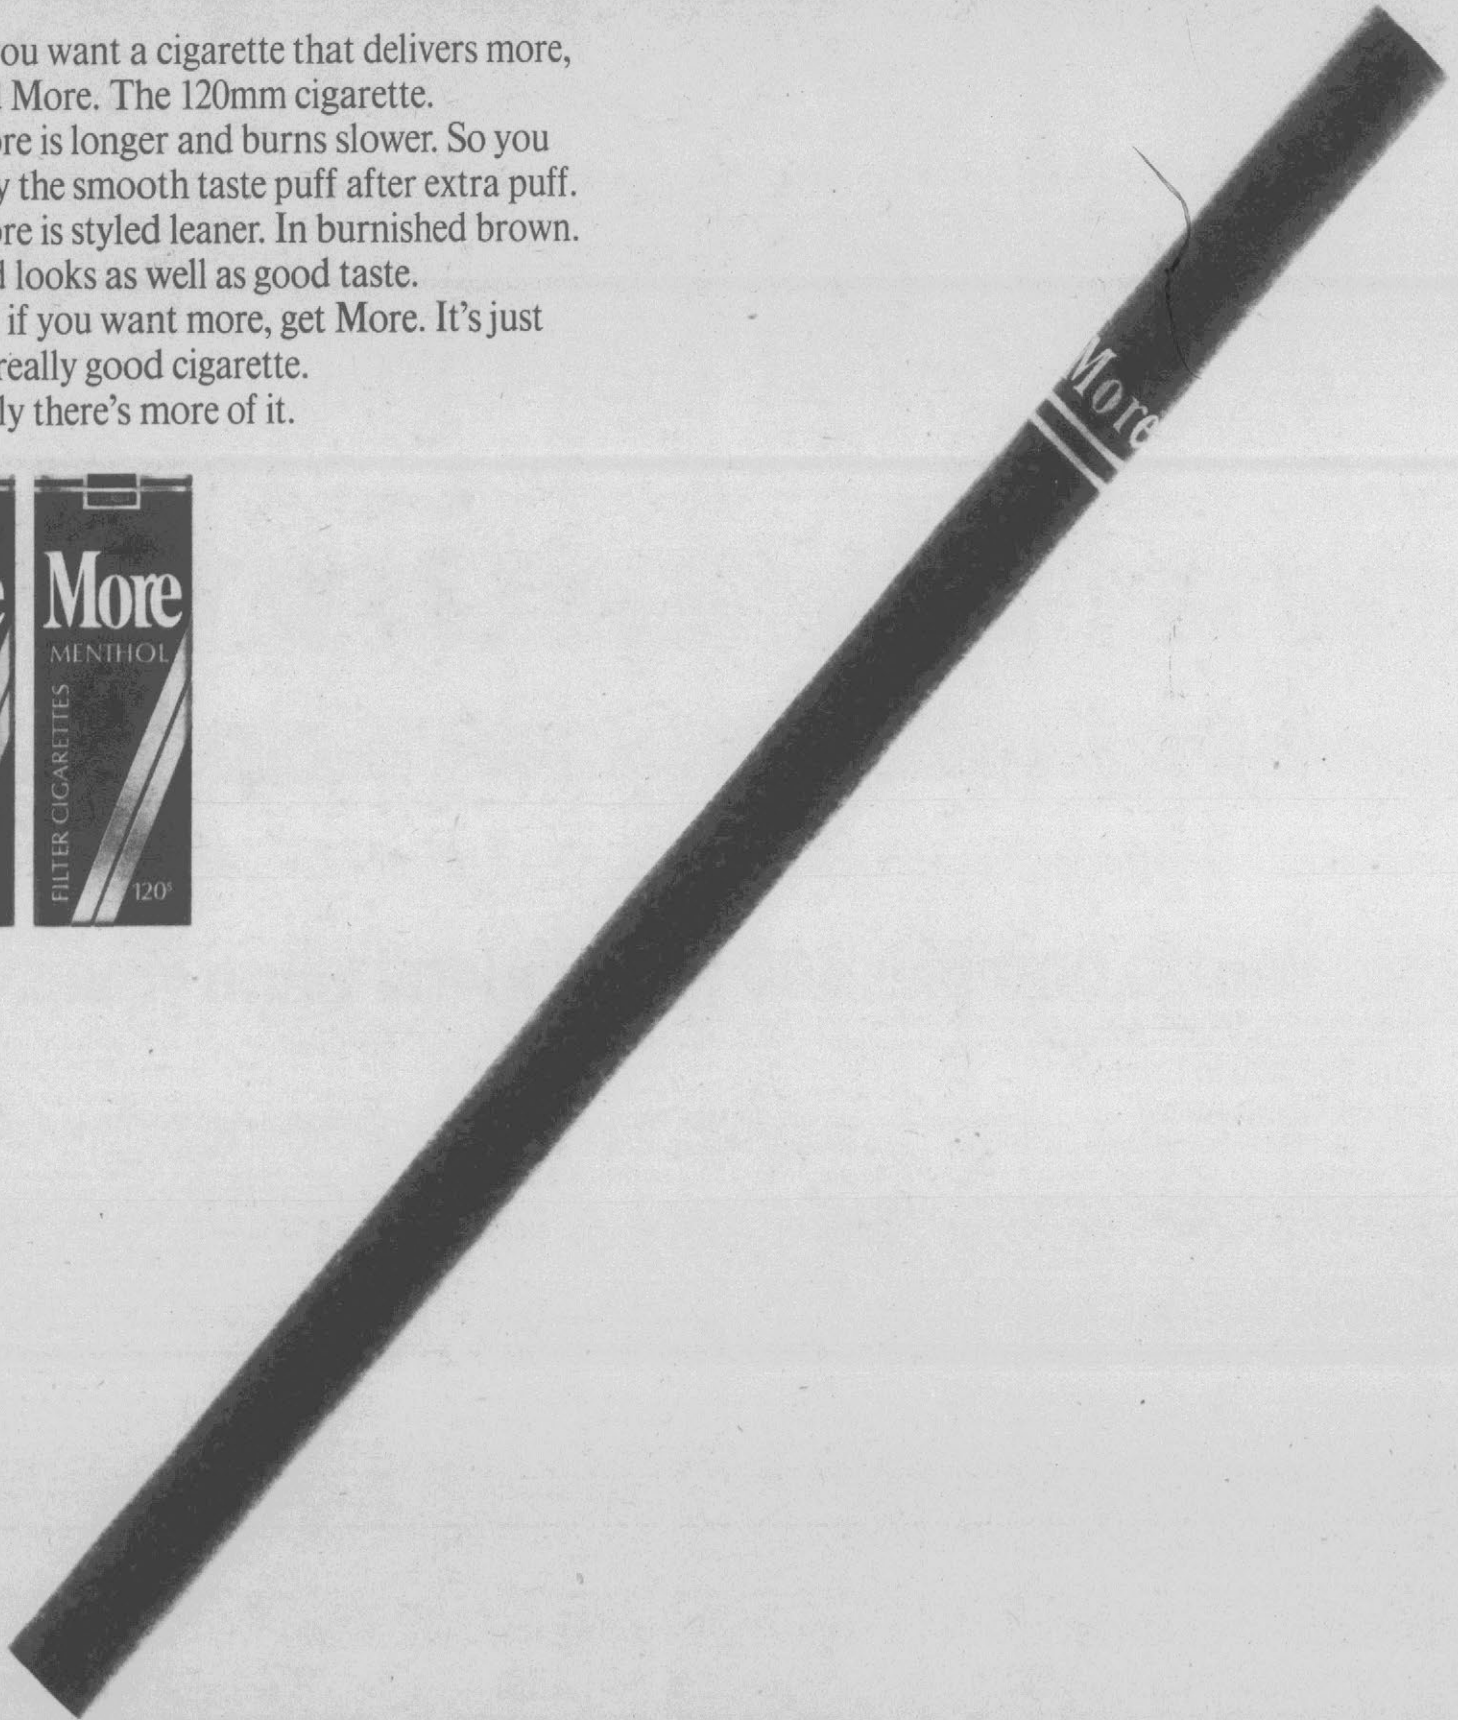 ou want a cigarette that delivers more,
More. The 120mm cigarette.
re is longer and burns slower. So you
y the smooth taste puff after extra puff.
re is styled leaner. In burnished brown.
d looks as well as good taste.
if you want more, get More. It's just
really good cigarette.
ly there's more of it.
More
e
More
MENTHOL
FILTER CIGARETTES
120s